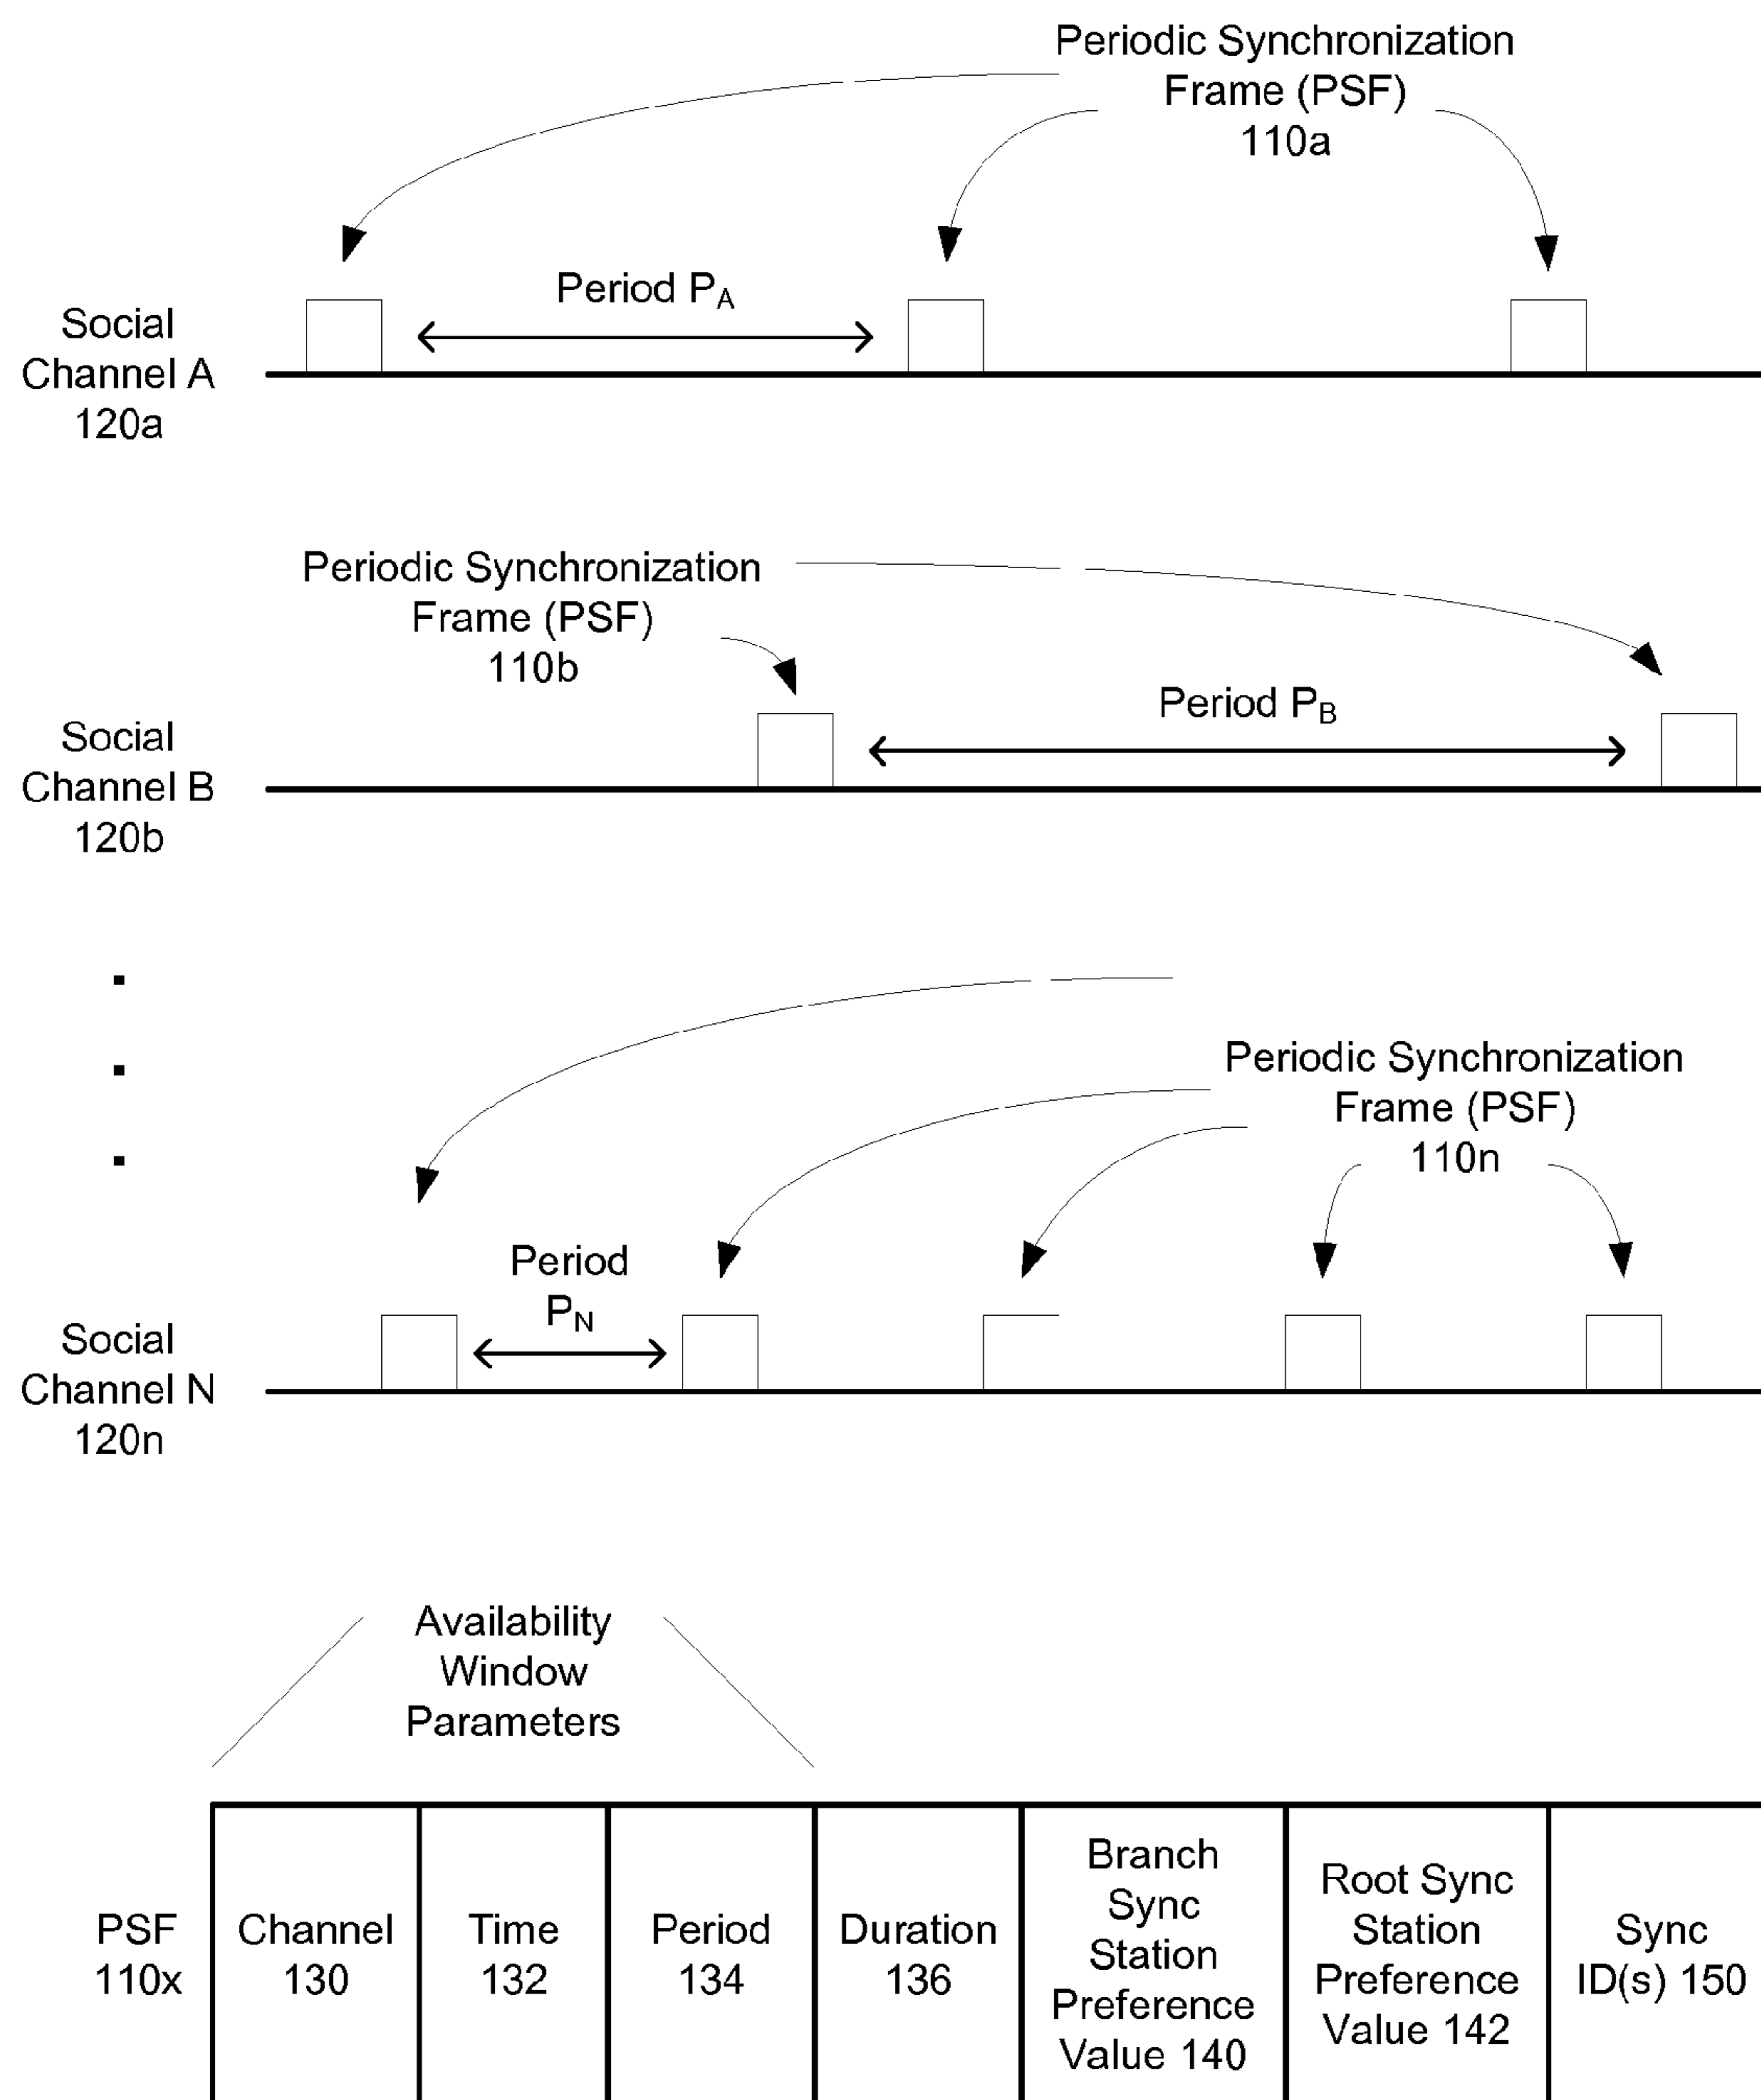 Periodic Synchronization
Frame (PSF)
110a
Period PA
Social
Channel A
120a
Periodic Synchronization
Frame (PSF)
110b
Period PB
Social
Channel B
120b
Periodic Synchronization
Frame (PSF)
110n
Period
PN
Social
Channel N
120n
Availability
Window
Parameters
PSF
110x
Channel
130
Time
132
Period
134
Duration
136
Branch
Sync
Station
Preference
Value 140
Root Sync
Station
Preference
Value 142
Sync
ID(s) 150